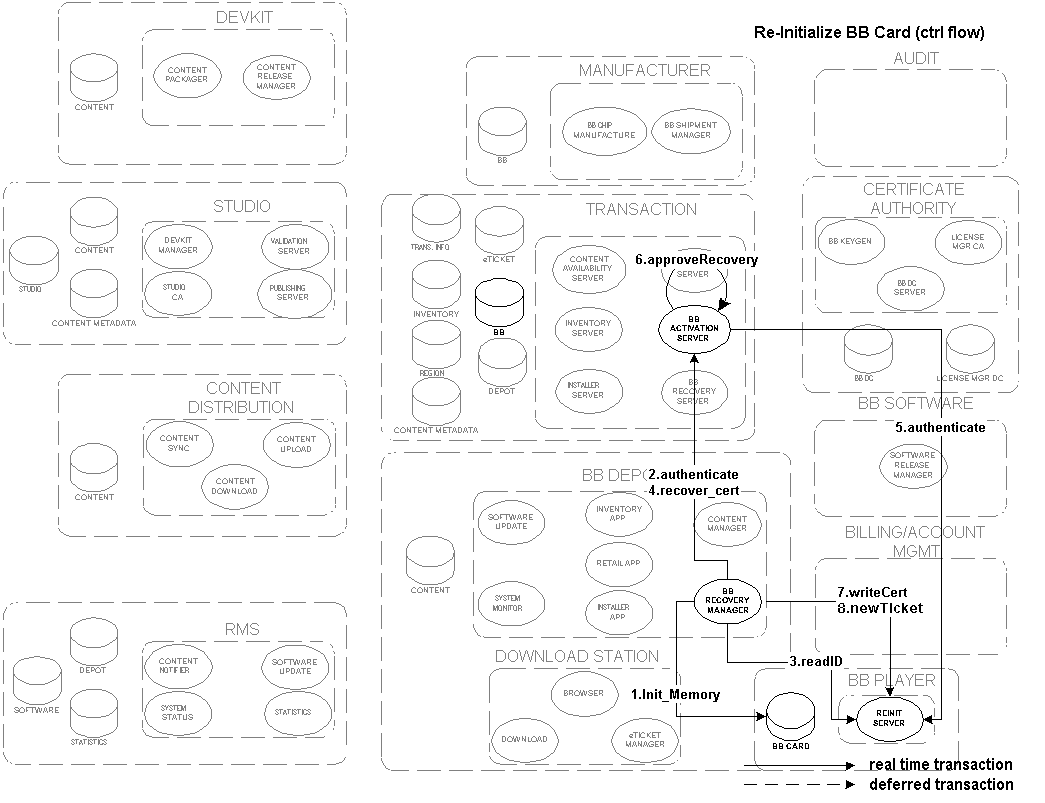 Re-Initialize BB Card (ctrl flow)
DEVKIT
CONTENT
PACKAGER
CONTENT
RELEASE
MANAGER
CONTENT
MANUFACTURER
BB CHIP
MANUFACTURE
BB SHIPMENT
MANAGER
BB
AUDIT
STUDIO
CONTENT
DEVKIT
MANAGER
VALIDATION
SERVER
STUDIO
STUDIO
CA
PUBLISHING
SERVER
CONTENT METADATA
TRANSACTION
TRANS. INFO
eTICKET
CONTENT
AVAILABILITY
SERVER
6.approveRecovery
SERVER
INVENTORY
BB
INVENTORY
SERVER
BB
ACTIVATION
SERVER
REGION
DEPOT
INSTALLER
SERVER
BB
RECOVERY
SERVER
CONTENT METADATA
CERTIFICATE
AUTHORITY
BB KEYGEN
LICENSE
MGR CA
BB DC
SERVER
BB DC
LICENSE MGR DC
CONTENT
DISTRIBUTION
CONTENT
SYNC
CONTENT
UPLOAD
CONTENT
CONTENT
DOWNLOAD
BB SOFTWARE
5.authenticate
SOFTWARE
RELEASE
MANAGER
BB DEPO
2.authenticate
4.recover_cert
SOFTWARE
UPDATE
INVENTORY
APP
CONTENT
MANAGER
CONTENT
RETAIL APP
SYSTEM
MONITOR
INSTALLER
APP
BB
RECOVERY
MANAGER
BILLING/ACCOUNT
MGMT
7.writeCert
8.newTIcket
RMS
DEPOT
CONTENT
NOTIFIER
SOFTWARE
UPDATE
SOFTWARE
SYSTEM
STATUS
STATISTICS
STATISTICS
DOWNLOAD STATION
3.readID
BROWSER
1.Init_Memory
DOWNLOAD
eTICKET
MANAGER
BB PLAYER
BB CARD
REINIT
SERVER
real time transaction
deferred transaction